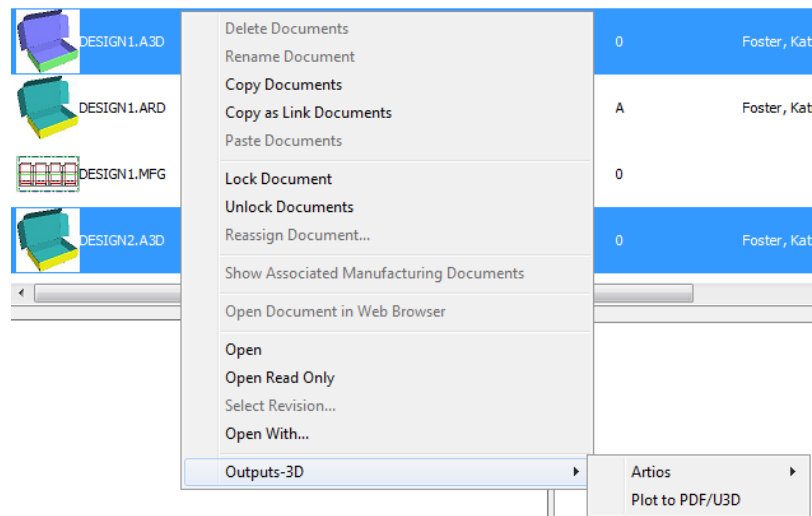 DESIGN1.A3D 0 Foster, Kat
DESIGN1.ARD A Foster, Kat
DESIGN1.MFG 0
DESIGN2.A3D 0 Foster, Kat
Delete Documents
Rename Document
Copy Documents
Copy as Link Documents
Paste Documents
Lock Document
Unlock Documents
Reassign Document...
Show Associated Manufacturing Documents
Open Document in Web Browser
Open
Open Read Only
Select Revision...
Open With...
Outputs-3D
Artios
Plot to PDF/U3D